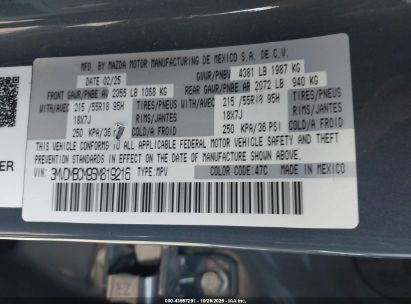 MFD. BY MAZDA MOTOR MANUFACTURING DE MEXICO S.A. DE C.V.
DATE 02/25 GVWR/PNBV 4381 LB 1987 KG
FRONT GAWR/PNBE AV 2355 LB 1068 KG REAR GAWR/PNBE AR 2072 LB 940 KG
WITH/AVEC 215 /55R18 95H TIRES/PNEUS WITH/AVEC 215 /55R18 95H TIRES/PNEUS
18X7J RIMS/JANTES 18X7J RIMS/JANTES
250 KPA/36 COLD/A FROID 250 KPA/36 PSI COLD/A FROID
THIS VEHICLE CONFORMS TO ALL APPLICABLE FEDERAL MOTOR VEHICLE SAFETY AND THEFT
PREVENTION STANDARDS IN EFFECT ON THE DATE OF MANUFACTURE SHOWN ABOVE.
VIN: TYPE: MPV COLOR CODE: 47C MADE IN MEXICO
ER
000-43557291 - 10/29/2025 -